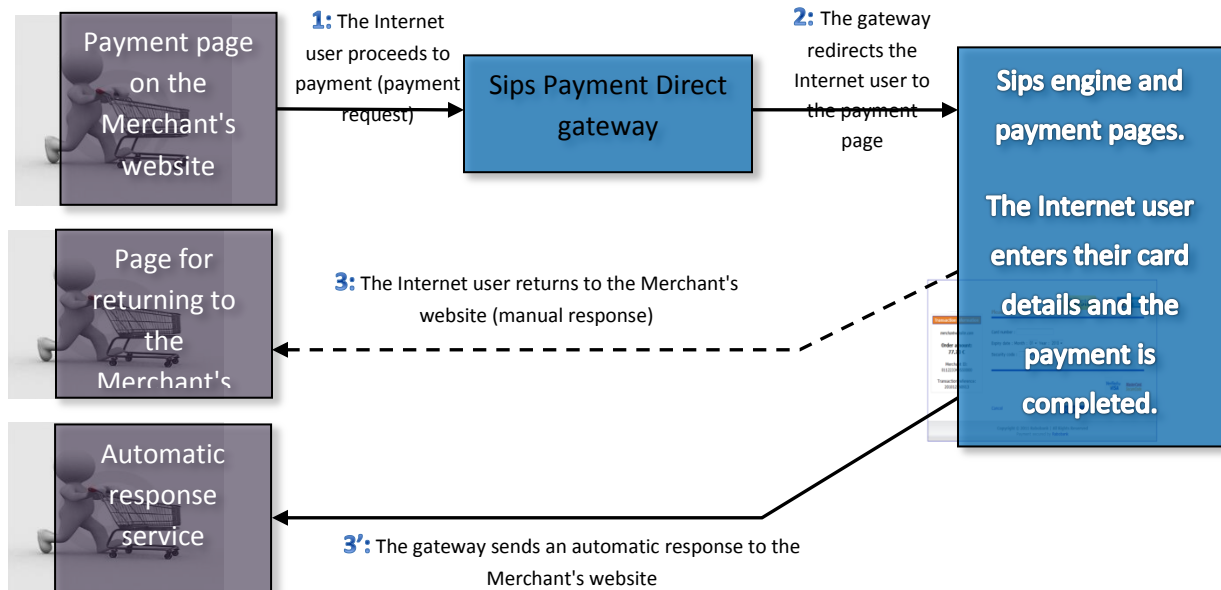 Payment page
on the
Merchant's
website
1: The Internet
user proceeds to
payment (payment
request)
Sips Payment Direct
gateway
2: The gateway
redirects the
Internet user to
the payment
page
Sips engine and
payment pages.
The Internet user
enters their card
details and the
payment is
completed.
Page for
returning to
the
Merchant's
3: The Internet user returns to the Merchant's
website (manual response)
Order amount
Automatic
response
service
3': The gateway sends an automatic response to the
Merchant's website